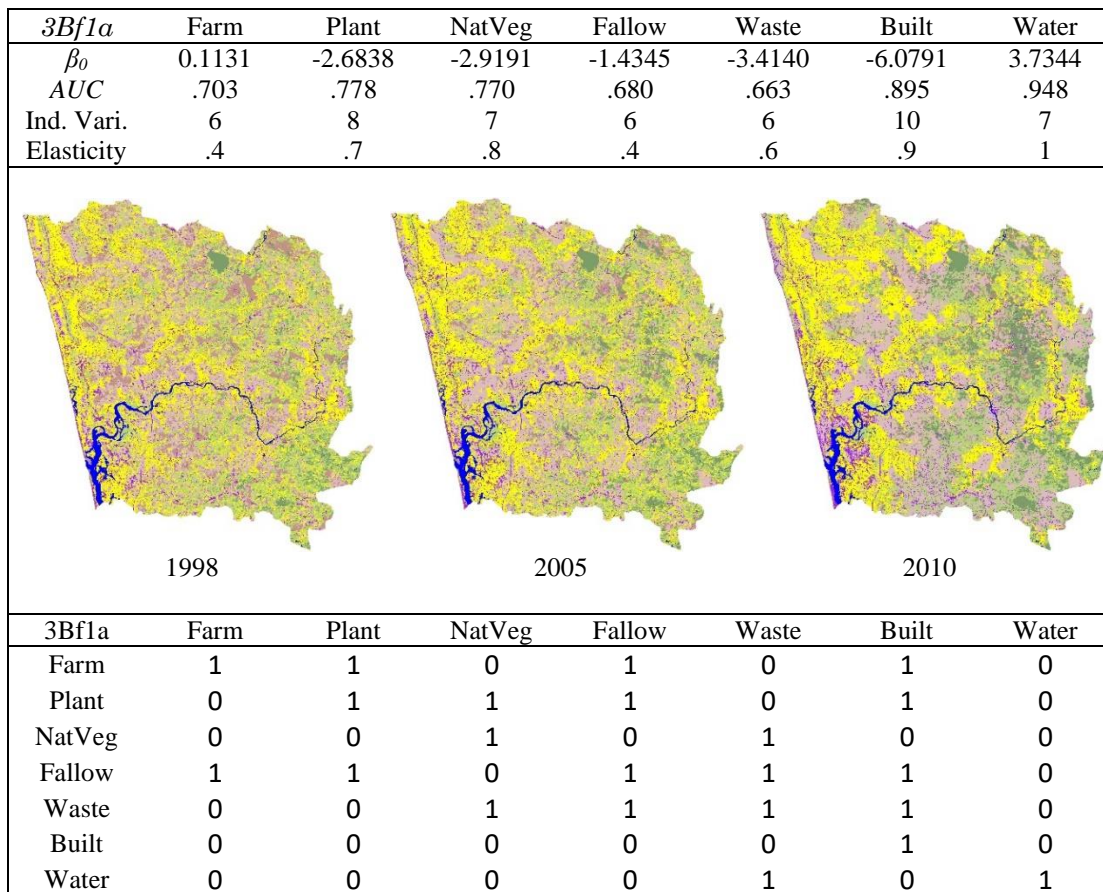 3Bf1a Farm Plant NatVeg Fallow Waste Built Water
β0 0.1131 -2.6838 -2.9191 -1.4345 -3.4140 -6.0791 3.7344
AUC .703 .778 .770 .680 .663 .895 .948
Ind. Vari. 6 8 7 6 6 10 7
Elasticity .4 .7 .8 .4 .6 .9 1
1998 2005 2010
3Bf1a Farm Plant NatVeg Fallow Waste Built Water
Farm 1 1 0 1 0 1 0
Plant 0 1 1 1 0 1 0
NatVeg 0 0 1 0 1 0 0
Fallow 1 1 0 1 1 1 0
Waste 0 0 1 1 1 1 0
Built 0 0 0 0 0 1 0
Water 0 0 0 0 1 0 1